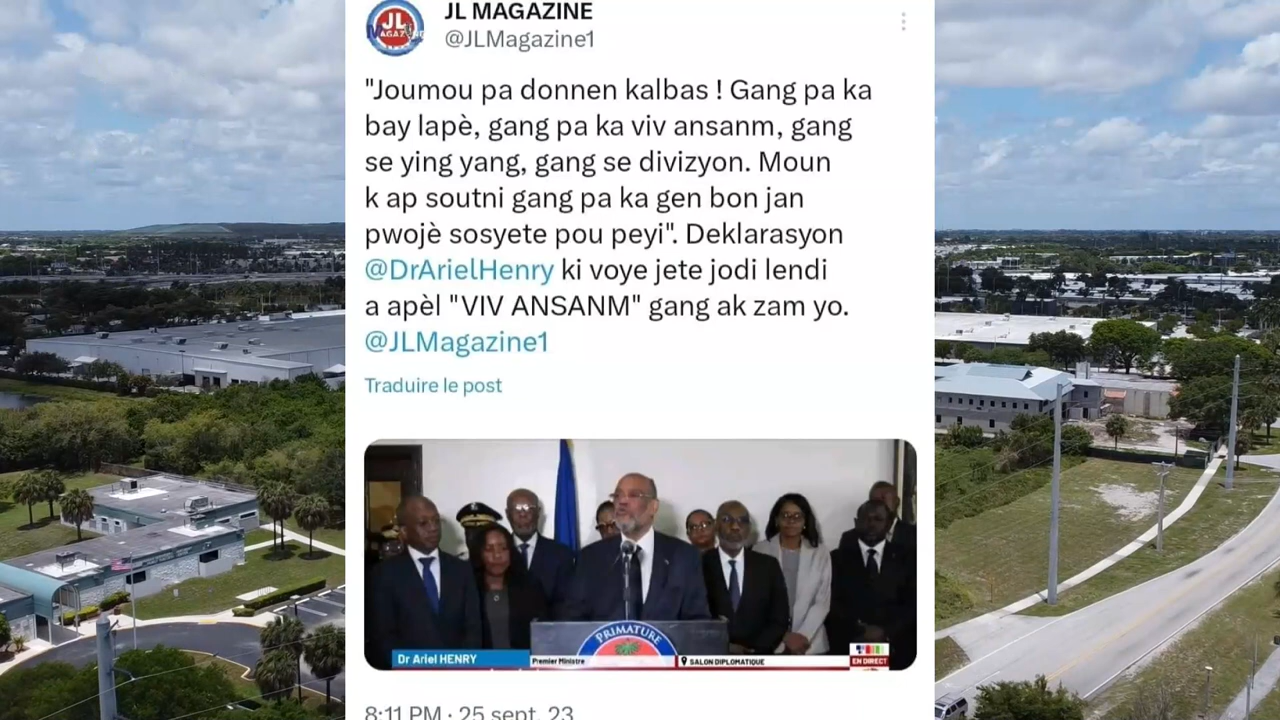 JL MAGAZINE
@JLMagazine1
"Joumou pa donnen kalbas ! Gang pa ka
bay lapè, gang pa ka viv ansanm, gang
se ying yang, gang se divizyon. Moun
k ap soutni gang pa ka gen bon jan
pwojè sosyete pou peyi". Deklarasyon
@DrArielHenry ki voye jete jodi lendi
a apèl "VIV ANSANM" gang ak zam yo.
@JLMagazine1
Traduire le post
PRIMATURE
Dr Ariel HENRY
Premier Ministre
SALON DIPLOMATIQUE
EN DIRECT
8:11 PM · 25 sept. 23